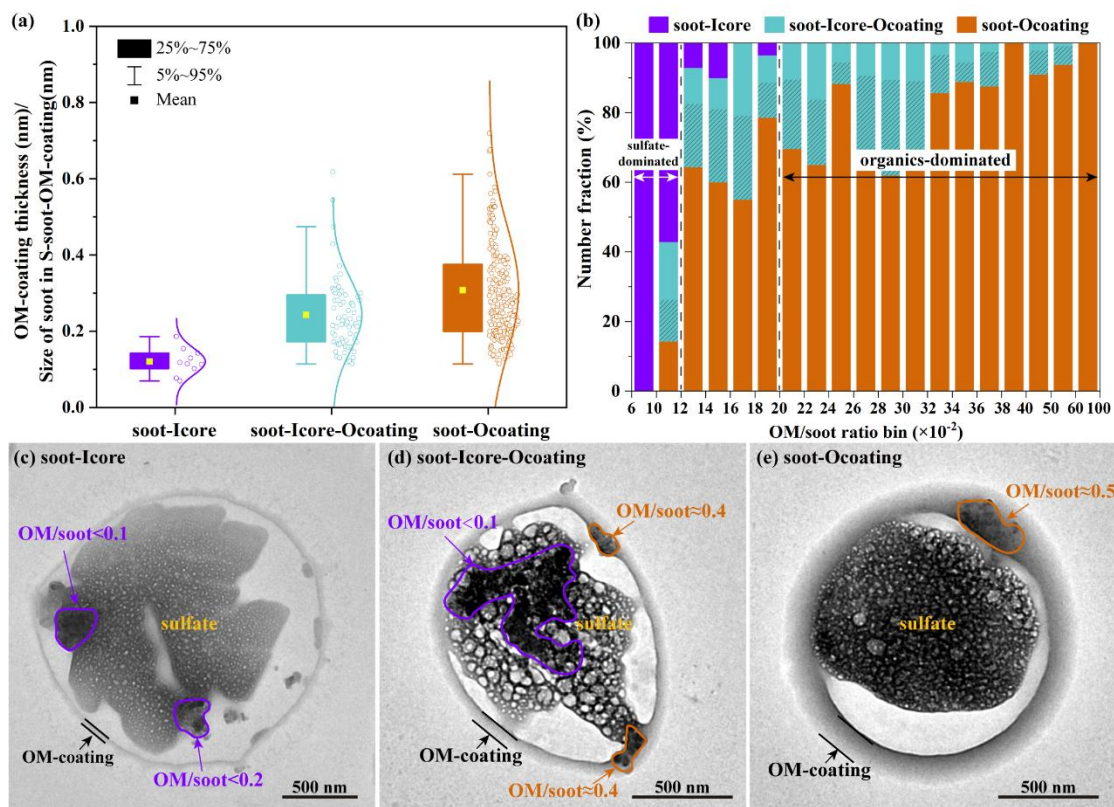 (a)
OM-coating thickness (nm)/
Size of soot in S-soot-OM-coating(nm)
1.0
0.8
0.6
0.4
0.2
0.0
25%~75%
5%~95%
Mean
soot-Icore soot-Icore-Ocoating soot-Ocoating
(b) soot-Icore soot-Icore-Ocoating soot-Ocoating
Number fraction (%)
100
80
60
40
20
0
sulfate-
dominated
organics-dominated
6 10 12 14 16 18 20 22 24 26 28 30 32 34 36 38 40 50 60 100
OM/soot ratio bin (×10-2)
(c) soot-Icore
OM/soot<0.1
sulfate
OM-coating
OM/soot<0.2
500 nm
(d) soot-Icore-Ocoating
OM/soot<0.1
OM/soot≈0.4
sulfate
OM-coating
OM/soot≈0.4
500 nm
(e) soot-Ocoating
OM/soot≈0.5
sulfate
OM-coating
500 nm